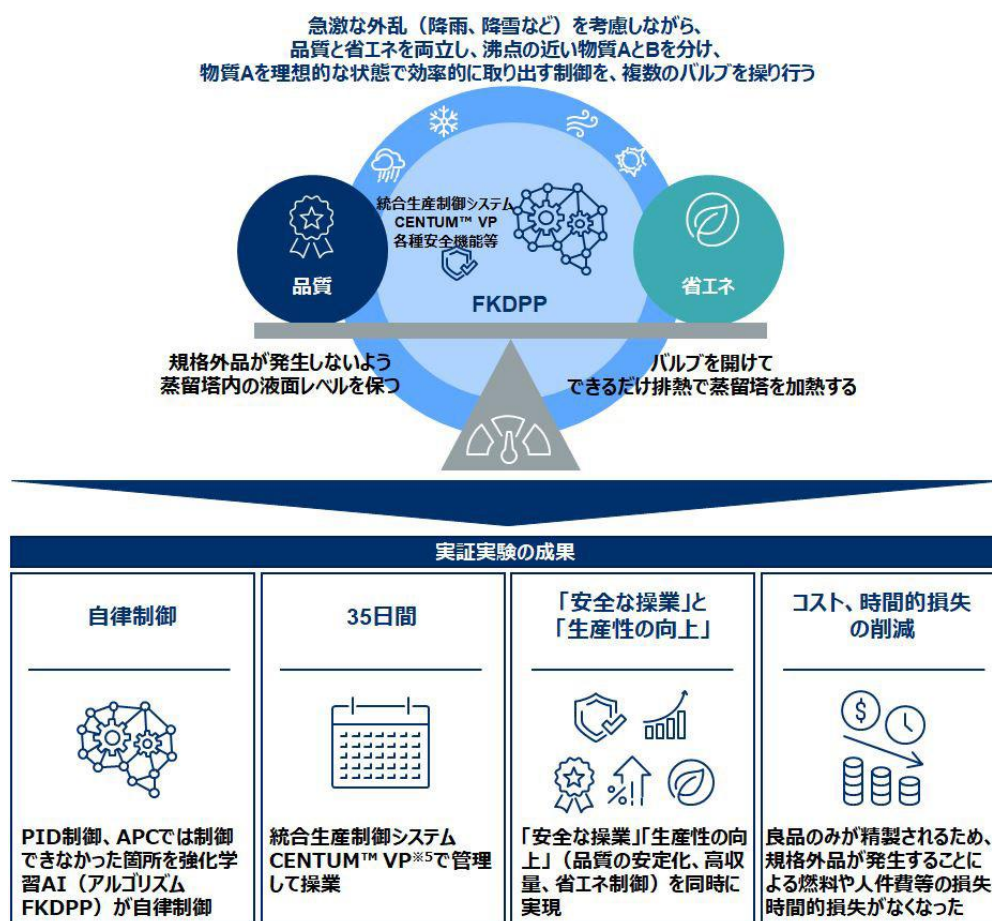 急激な外乱（降雨、降雪など）を考慮しながら、
品質と省エネを両立し、沸点の近い物質AとBを分け、
物質Aを理想的な状態で効率的に取り出す制御を、複数のバルブを操り行う
統合生産制御システム
CENTUM™ VP
各種安全機能等
品質
FKDPP
省エネ
規格外品が発生しないよう
蒸留塔内の液面レベルを保つ
バルブを開けて
できるだけ排熱で蒸留塔を加熱する
実証実験の成果
自律制御
PID制御、APCでは制御
できなかった箇所を強化学
習AI（アルゴリズム
FKDPP）が自律制御
35日間
統合生産制御システム
CENTUM™ VP※5で管理
して操業
「安全な操業」と
「生産性の向上」
%
「安全な操業」「生産性の向
上」（品質の安定化、高収
量、省エネ制御）を同時に
実現
コスト、時間的損失
の削減
$
良品のみが精製されるため、
規格外品が発生することに
よる燃料や人件費等の損失
時間的損失がなくなった